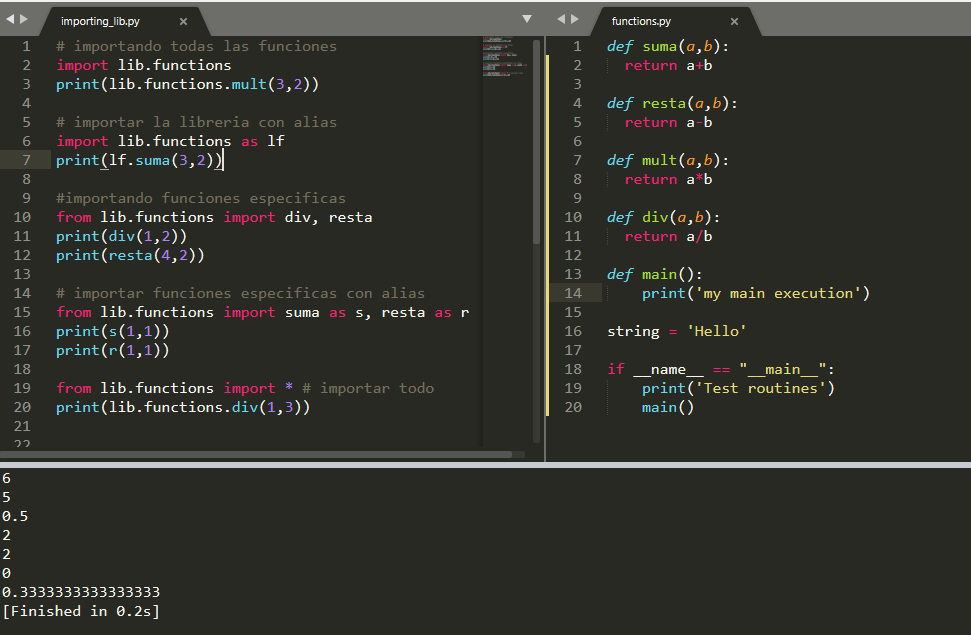 importing_lib.py ×
1 # importando todas las funciones
2 import lib.functions
3 print(lib.functions.mult(3,2))
4
5 # importar la libreria con alias
6 import lib.functions as lf
7 print(lf.suma(3,2))
8
9 #importando funciones especificas
10 from lib.functions import div, resta
11 print(div(1,2))
12 print(resta(4,2))
13
14 # importar funciones especificas con alias
15 from lib.functions import suma as s, resta as r
16 print(s(1,1))
17 print(r(1,1))
18
19 from lib.functions import * # importar todo
20 print(lib.functions.div(1,3))
21
22
functions.py ×
1 def suma(a,b):
2   return a+b
3
4 def resta(a,b):
5   return a-b
6
7 def mult(a,b):
8   return a*b
9
10 def div(a,b):
11   return a/b
12
13 def main():
14     print('my main execution')
15
16 string = 'Hello'
17
18 if __name__ == "__main__":
19     print('Test routines')
20     main()
6
5
0.5
2
2
0
0.3333333333333333
[Finished in 0.2s]